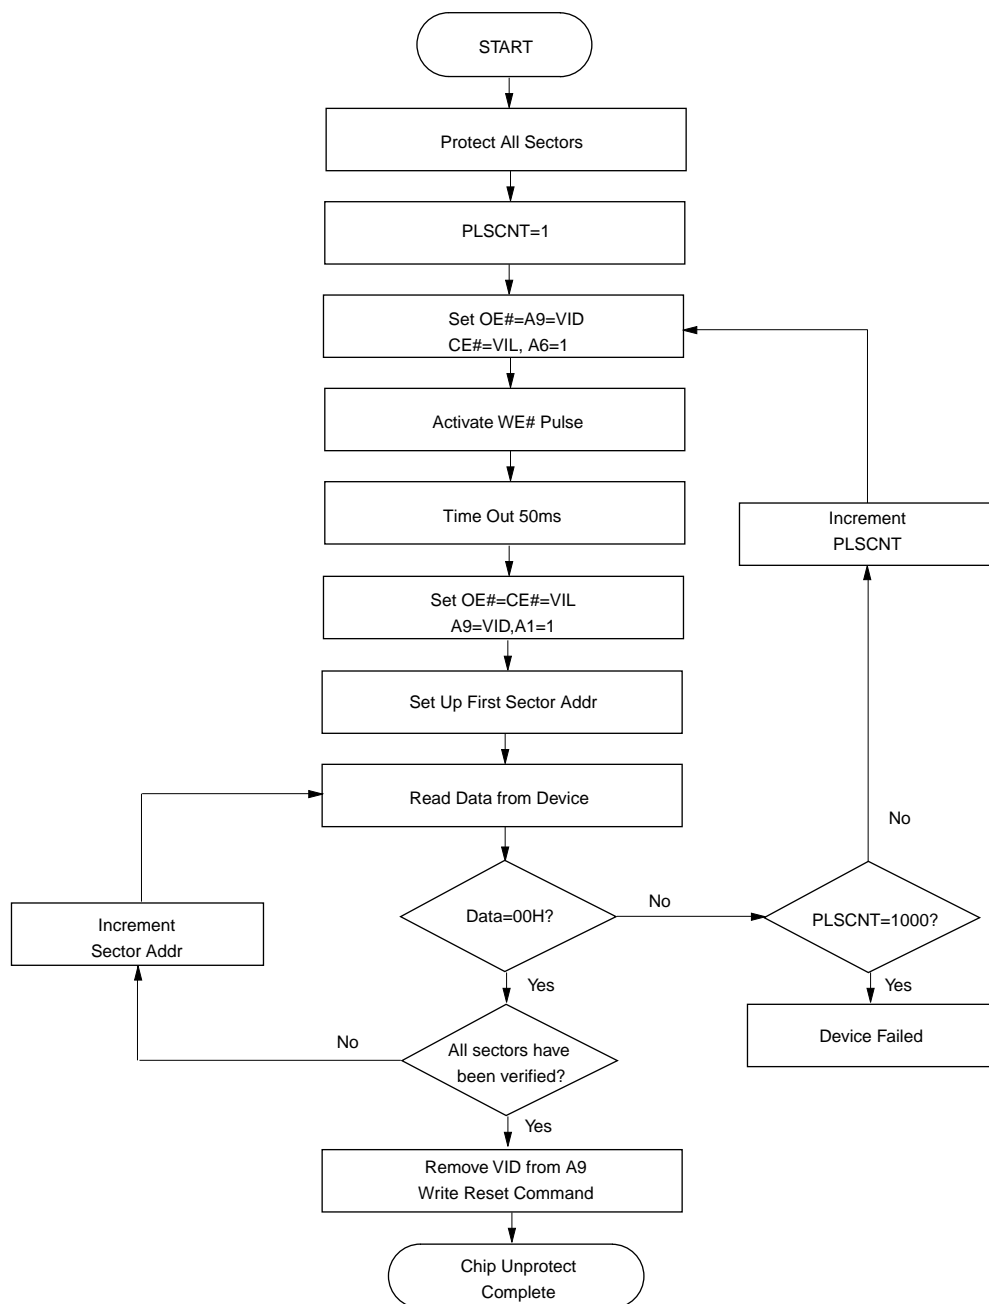 START
Protect All Sectors
PLSCNT=1
Set OE#=A9=VID
CE#=VIL, A6=1
Activate WE# Pulse
Time Out 50ms
Increment
PLSCNT
Set OE#=CE#=VIL
A9=VID,A1=1
Set Up First Sector Addr
Read Data from Device
No
Data=00H?
No
PLSCNT=1000?
Increment
Sector Addr
Yes
Yes
Device Failed
No
All sectors have
been verified?
Yes
Remove VID from A9
Write Reset Command
Chip Unprotect
Complete